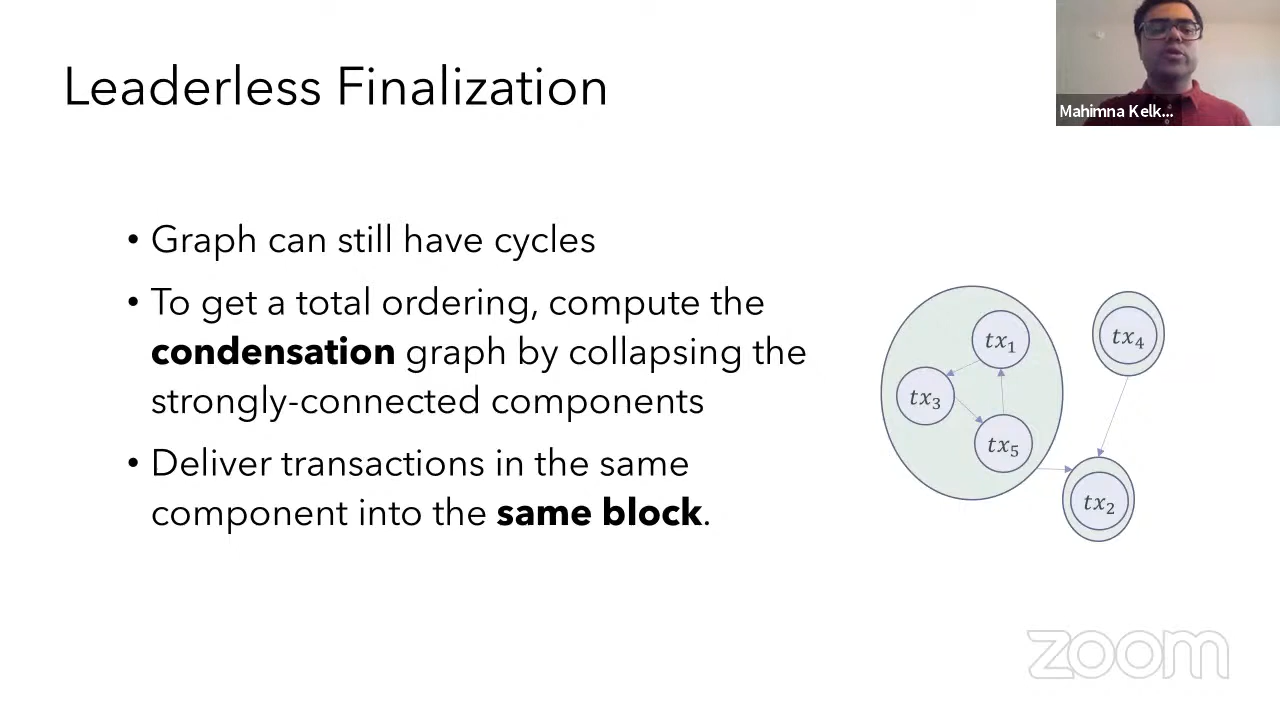 Leaderless Finalization
Mahimna Kelk...
• Graph can still have cycles
• To get a total ordering, compute the
condensation graph by collapsing the
strongly-connected components
• Deliver transactions in the same
component into the same block.
tx₁
tx₄
tx₃
tx₅
tx₂
zoom